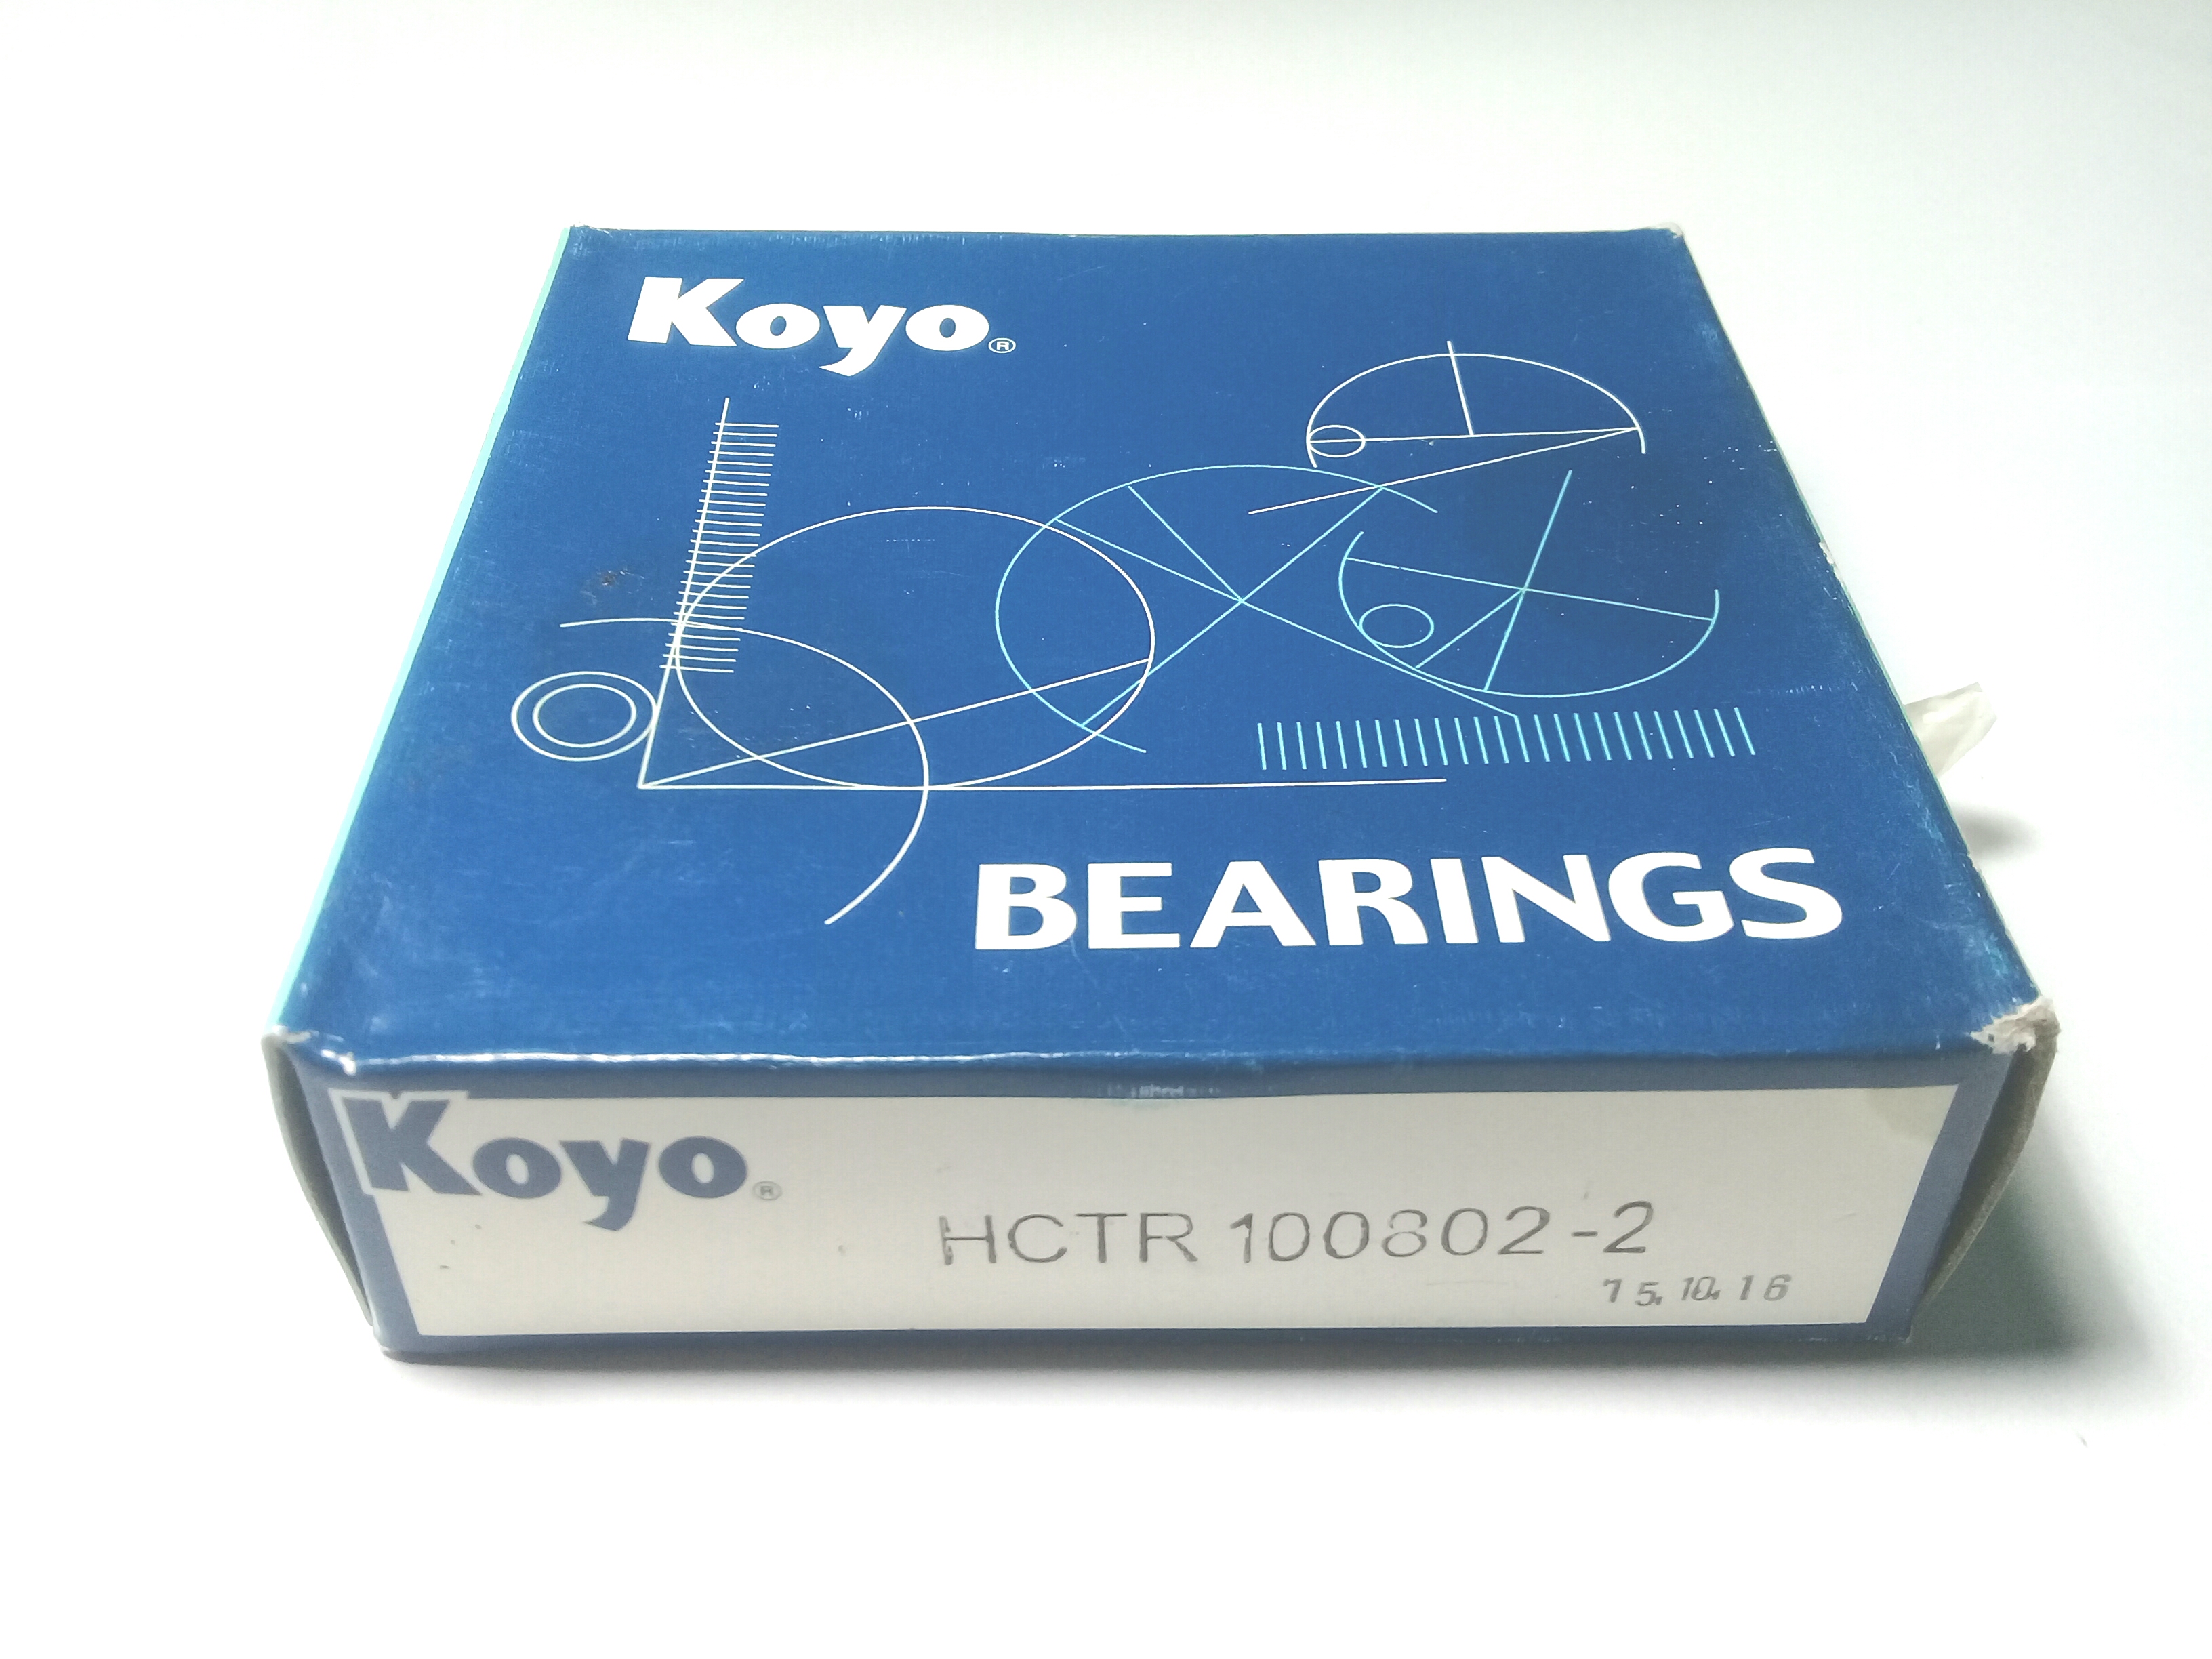 Koyo®
BEARINGS
Koyo®
HCTR 100802-2
15.10.16